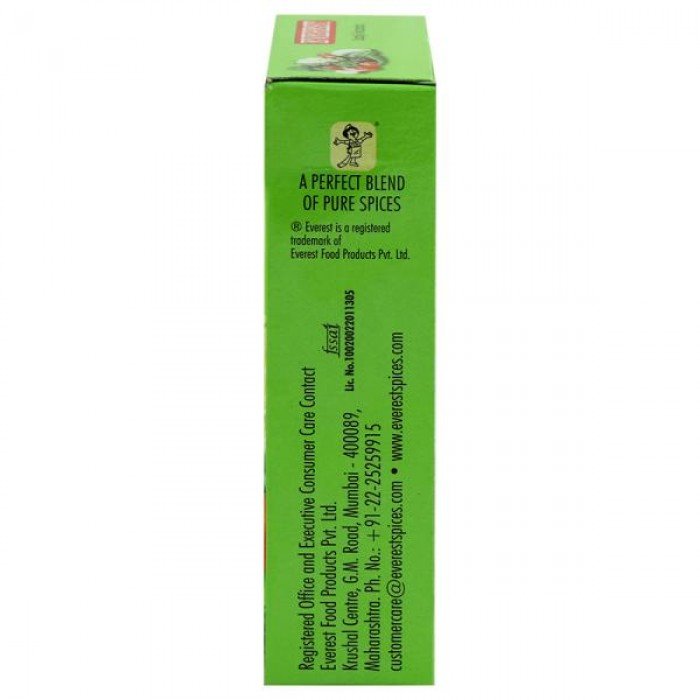 EVEREST
A PERFECT BLEND
OF PURE SPICES
® Everest is a registered
trademark of
Everest Food Products Pvt. Ltd.
fssai
Lic. No.10020022011305
Registered Office and Executive Consumer Care Contact
Everest Food Products Pvt. Ltd.
Krushal Centre, G.M. Road, Mumbai - 400089,
Maharashtra. Ph. No.: +91-22-25259915
customercare@everestspices.com • www.everestspices.com